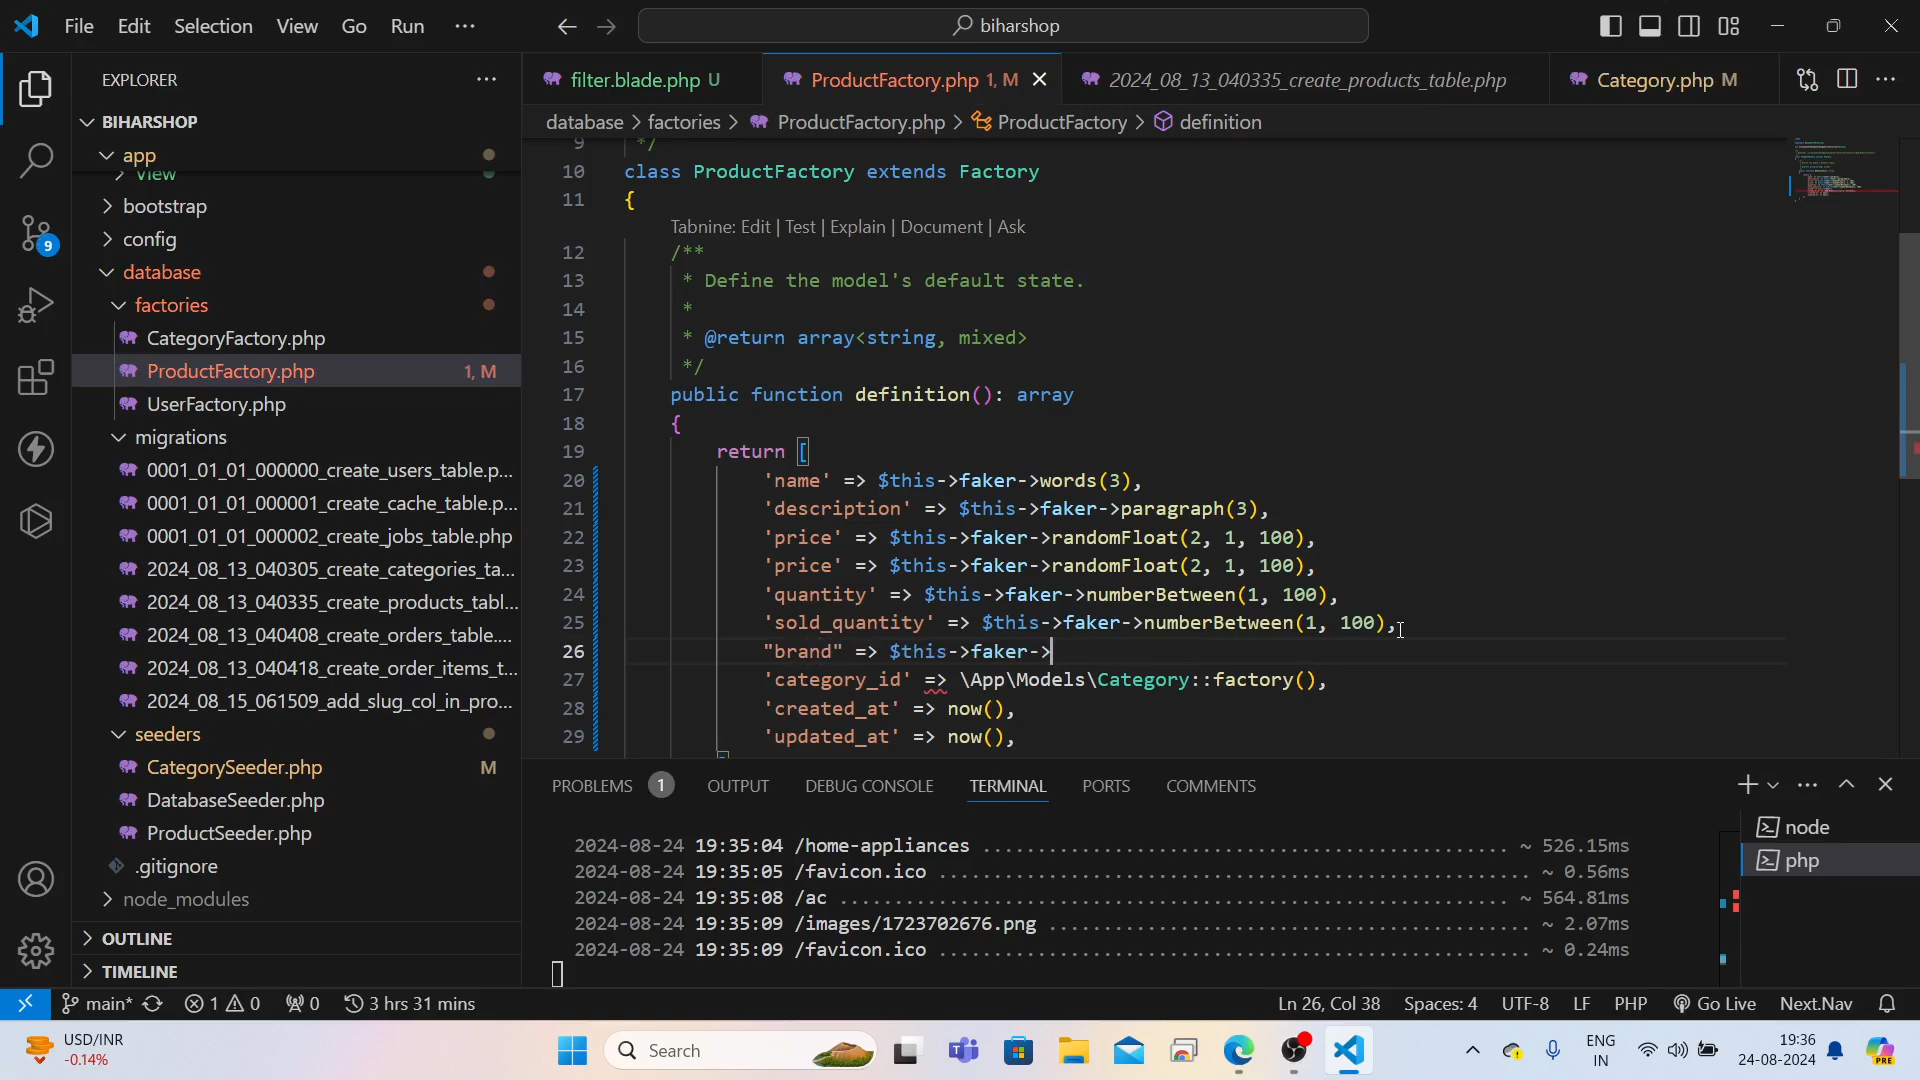 File Edit Selection View Go Run ··· biharshop
EXPLORER ···
BIHARSHOP
app
View
bootstrap
config
database
factories
CategoryFactory.php
ProductFactory.php 1, M
UserFactory.php
migrations
0001_01_01_000000_create_users_table.p...
0001_01_01_000001_create_cache_table.p...
0001_01_01_000002_create_jobs_table.php
2024_08_13_040305_create_categories_ta...
2024_08_13_040335_create_products_tabl...
2024_08_13_040408_create_orders_table....
2024_08_13_040418_create_order_items_t...
2024_08_15_061509_add_slug_col_in_pro...
seeders
CategorySeeder.php M
DatabaseSeeder.php
ProductSeeder.php
.gitignore
node_modules
OUTLINE
TIMELINE
9
filter.blade.php U ProductFactory.php 1, M 2024_08_13_040335_create_products_table.php Category.php M
database > factories > ProductFactory.php > ProductFactory > definition
9 */
10 class ProductFactory extends Factory
11 {
Tabnine: Edit | Test | Explain | Document | Ask
12 /**
13 * Define the model's default state.
14 *
15 * @return array<string, mixed>
16 */
17 public function definition(): array
18 {
19 return [
20 'name' => $this->faker->words(3),
21 'description' => $this->faker->paragraph(3),
22 'price' => $this->faker->randomFloat(2, 1, 100),
23 'price' => $this->faker->randomFloat(2, 1, 100),
24 'quantity' => $this->faker->numberBetween(1, 100),
25 'sold_quantity' => $this->faker->numberBetween(1, 100),
26 "brand" => $this->faker->
27 'category_id' => \App\Models\Category::factory(),
28 'created_at' => now(),
29 'updated_at' => now(),
PROBLEMS 1 OUTPUT DEBUG CONSOLE TERMINAL PORTS COMMENTS
2024-08-24 19:35:04 /home-appliances .............................................. ~ 526.15ms
2024-08-24 19:35:05 /favicon.ico .................................................... ~ 0.56ms
2024-08-24 19:35:08 /ac ........................................................... ~ 564.81ms
2024-08-24 19:35:09 /images/1723702676.png .......................................... ~ 2.07ms
2024-08-24 19:35:09 /favicon.ico .................................................... ~ 0.24ms
node
php
main* 1 0 0 3 hrs 31 mins Ln 26, Col 38 Spaces: 4 UTF-8 LF PHP Go Live Next.Nav
USD/INR
-0.14%
Search
ENG
IN
19:36
24-08-2024
PRE